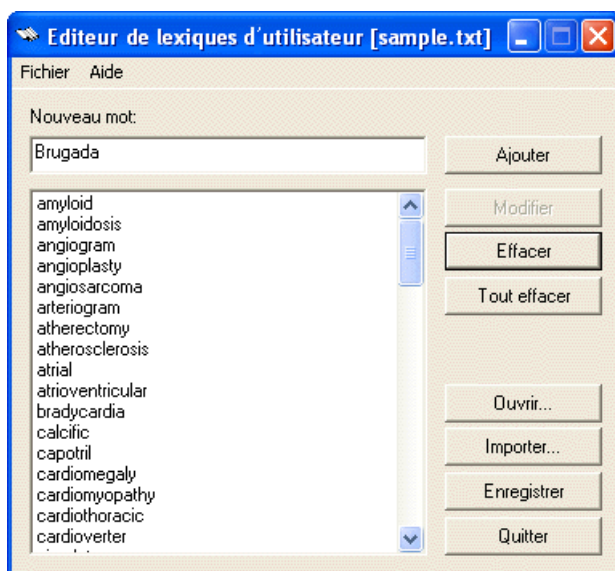 Editeur de lexiques d'utilisateur [sample.txt]
Fichier Aide
Nouveau mot:
Brugada
Ajouter
amyloid
amyloidosis
angiogram
angioplasty
angiosarcoma
arteriogram
atherectomy
atherosclerosis
atrial
atrioventricular
bradycardia
calcific
capotril
cardiomegaly
cardiomyopathy
cardiothoracic
cardioverter
Modifier
Effacer
Tout effacer
Ouvrir...
Importer...
Enregistrer
Quitter